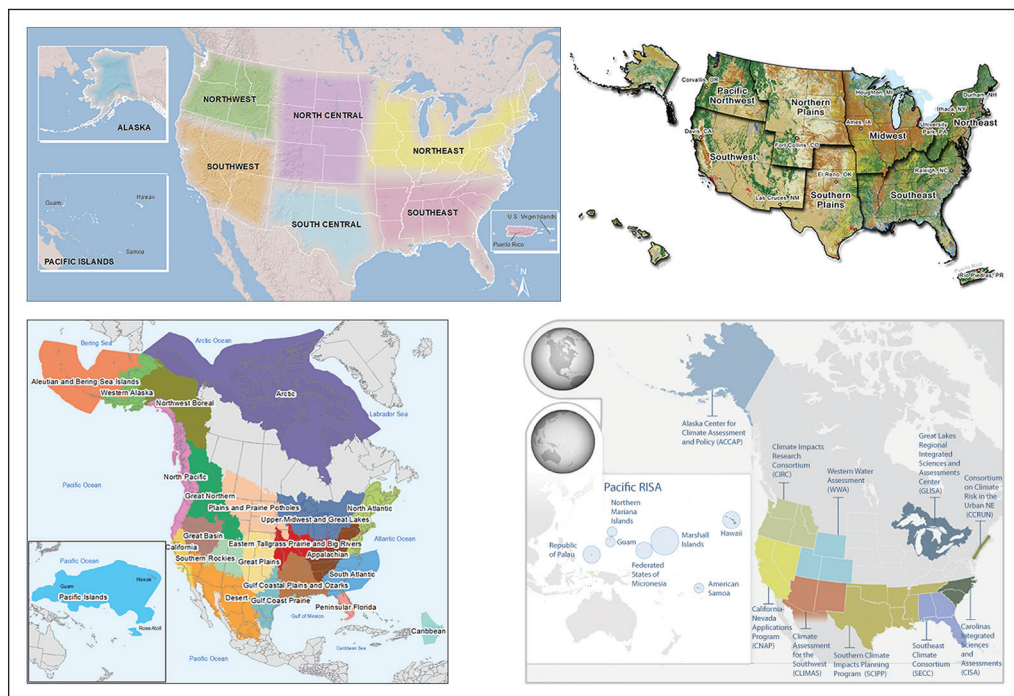 ALASKA
Guam
Hawaii
Samoa
PACIFIC ISLANDS
NORTHWEST
NORTH CENTRAL
SOUTHWEST
NORTHEAST
SOUTH CENTRAL
SOUTHEAST
U.S. Virgin Islands
Puerto Rico
N
Corvallis, OR
Pacific
Northwest
Northern
Plains
Houghton, MI
Durham, NH
Ithaca, NY
Northeast
University
Park, PA
Ames, IA
Midwest
Davis, CA
Fort Collins, CO
Southwest
El Reno, OK
Raleigh, NC
Las Cruces, NM
Southern
Plains
Southeast
Puerto Rico
Rio Piedras, PR
Bering Sea
Arctic Ocean
Aleutian and Bering Sea Islands
Western Alaska
Northwest Boreal
Arctic
Labrador Sea
Pacific Ocean
North Pacific
Great Northern
Plains and Prairie Potholes
North Atlantic
Upper Midwest and Great Lakes
Great Basin
California
Eastern Tallgrass Prairie and Big Rivers
Atlantic Ocean
Appalachian
Southern Rockies
Great Plains
South Atlantic
Gulf Coastal Plains and Ozarks
Desert
Gulf Coast Prairie
Peninsular Florida
Gulf of Mexico
Caribbean
Caribbean Sea
Pacific Ocean
Pacific Ocean
Guam
Hawaii
Pacific Islands
Rose Atoll
Alaska Center for
Climate Assessment
and Policy (ACCAP)
Climate Impacts
Research
Consortium
(CIRC)
Western Water
Assessment
(WWA)
Great Lakes
Regional
Integrated
Sciences and
Assessments
Center
(GLISA)
Consortium
on Climate
Risk in the
Urban NE
(CCRUN)
Pacific RISA
Northern
Mariana
Islands
Hawaii
Republic
of Palau
Guam
Marshall
Islands
Federated
States of
Micronesia
American
Samoa
California-
Nevada
Applications
Program
(CNAP)
Climate
Assessment
for the
Southwest
(CLIMAS)
Southern Climate
Impacts Planning
Program (SCIPP)
Southeast
Climate
Consortium
(SECC)
Carolinas
Integrated
Sciences
and
Assessments
(CISA)